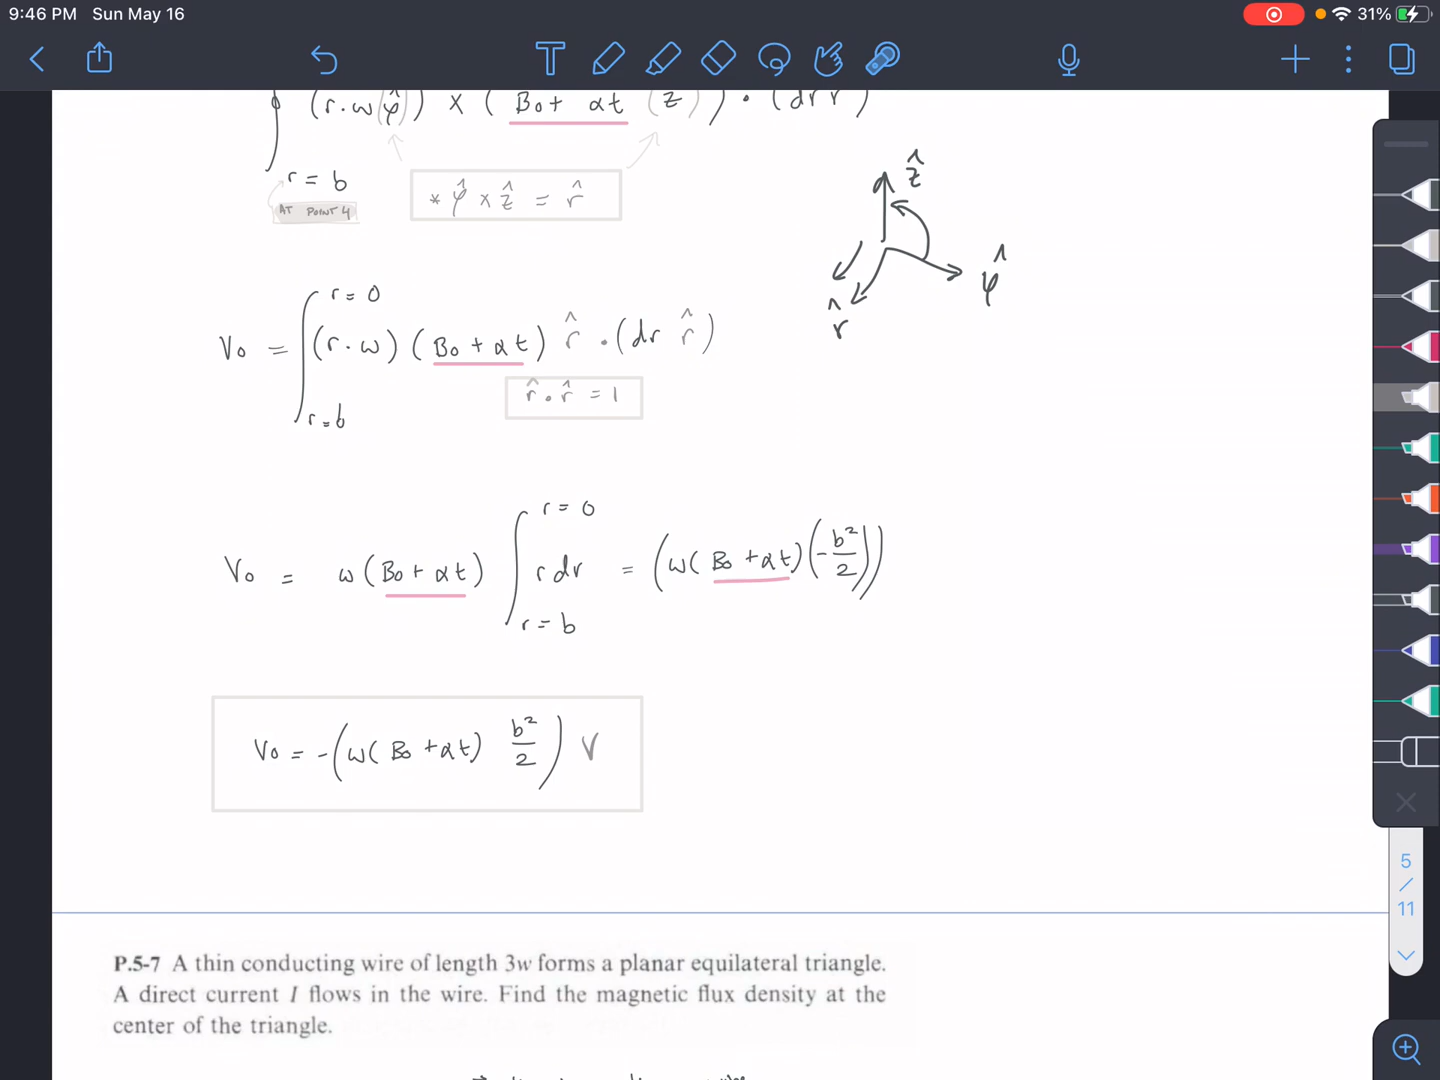 9:46 PM Sun May 16 31%
(r·ω(φ̂)) × (B₀ + αt (ẑ)) · (dr r̂)
r = b
AT POINT 4
* φ̂ × ẑ = r̂
ẑ
φ̂
r̂
r = 0
V₀ = ∫ (r·ω)(B₀ + αt) r̂ · (dr r̂)
r = b
r̂ · r̂ = 1
r = 0
V₀ = ω(B₀ + αt) ∫ r dr = (ω(B₀ + αt)(-b²/2))
r = b
V₀ = -(ω(B₀ + αt) b²/2) V
5
/
11
P.5-7 A thin conducting wire of length 3w forms a planar equilateral triangle.
A direct current I flows in the wire. Find the magnetic flux density at the
center of the triangle.